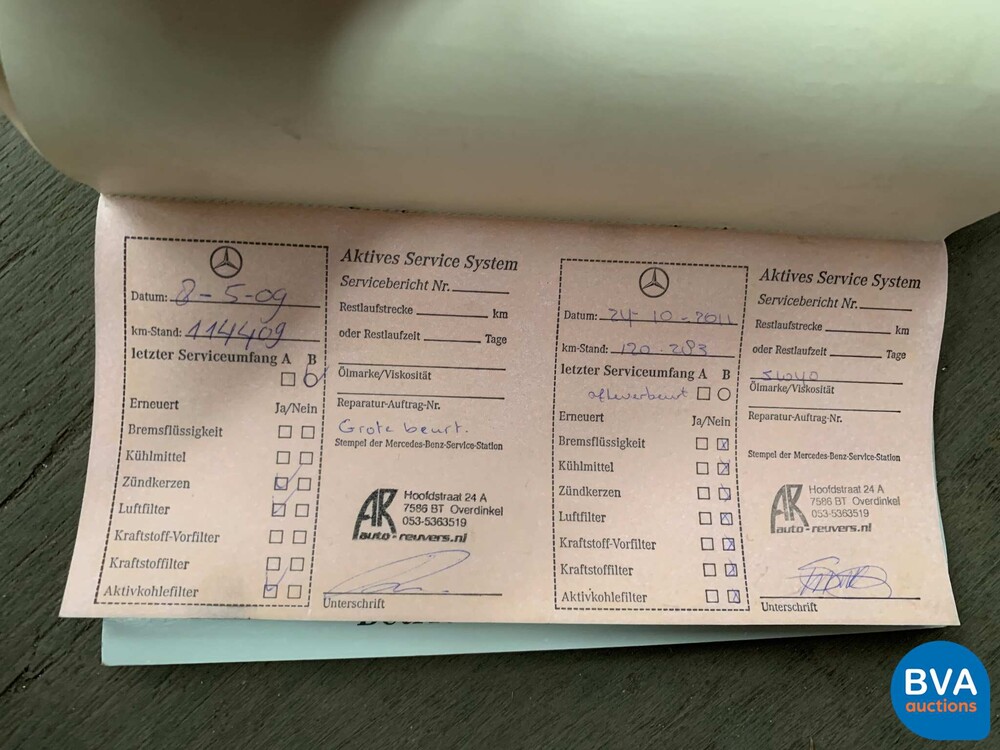 Datum: 8-5-09
km-Stand: 114409
letzter Serviceumfang A B
Erneuert Ja/Nein
Bremsflüssigkeit
Kühlmittel
Zündkerzen
Luftfilter
Kraftstoff-Vorfilter
Kraftstoffilter
Aktivkohlefilter
Aktives Service System
Servicebericht Nr.
Restlaufstrecke km
oder Restlaufzeit Tage
Ölmarke/Viskosität
Reparatur-Auftrag-Nr.
Grote beurt.
Stempel der Mercedes-Benz-Service-Station
AR
Hoofdstraat 24 A
7586 BT Overdinkel
053-5363519
auto-reuvers.nl
Unterschrift
Datum: 24-10-2011
km-Stand: 120.283
letzter Serviceumfang A B
afleverbeurt
Erneuert Ja/Nein
Bremsflüssigkeit
Kühlmittel
Zündkerzen
Luftfilter
Kraftstoff-Vorfilter
Kraftstoffilter
Aktivkohlefilter
Aktives Service System
Servicebericht Nr.
Restlaufstrecke km
oder Restlaufzeit Tage
5W40
Ölmarke/Viskosität
Reparatur-Auftrag-Nr.
Stempel der Mercedes-Benz-Service-Station
AR
Hoofdstraat 24 A
7586 BT Overdinkel
053-5363519
auto-reuvers.nl
Unterschrift
BVA
auctions